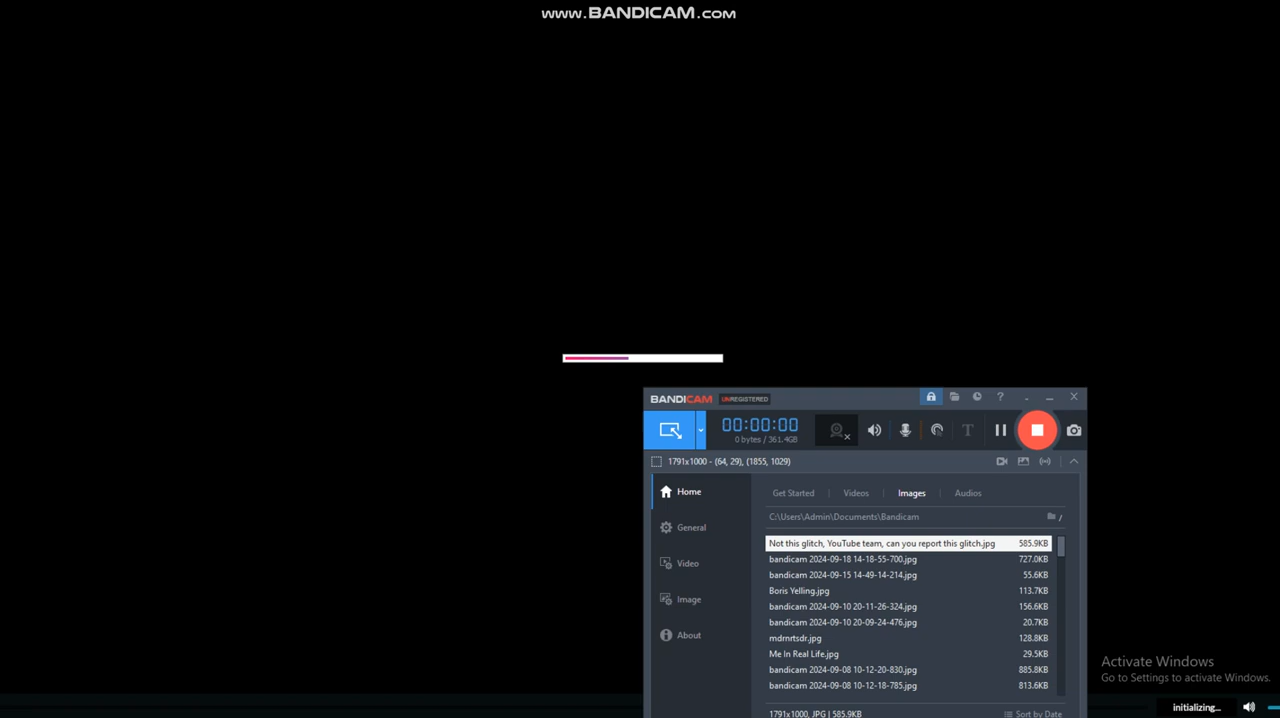 www.BANDICAM.com
BANDICAM UNREGISTERED
00:00:00
0 bytes / 361.4GB
T
1791x1000 - (64, 29), (1855, 1029)
Home
General
Video
Image
About
Get Started Videos Images Audios
C:\Users\Admin\Documents\Bandicam
Not this glitch, YouTube team, can you report this glitch.jpg 585.9KB
bandicam 2024-09-18 14-18-55-700.jpg 727.0KB
bandicam 2024-09-15 14-49-14-214.jpg 55.6KB
Boris Yelling.jpg 113.7KB
bandicam 2024-09-10 20-11-26-324.jpg 156.6KB
bandicam 2024-09-10 20-09-24-476.jpg 20.7KB
mdrnrtsdr.jpg 128.8KB
Me In Real Life.jpg 29.5KB
bandicam 2024-09-08 10-12-20-830.jpg 885.8KB
bandicam 2024-09-08 10-12-18-785.jpg 813.6KB
1791x1000, JPG | 585.9KB Sort by Date
Activate Windows
Go to Settings to activate Windows.
initializing...